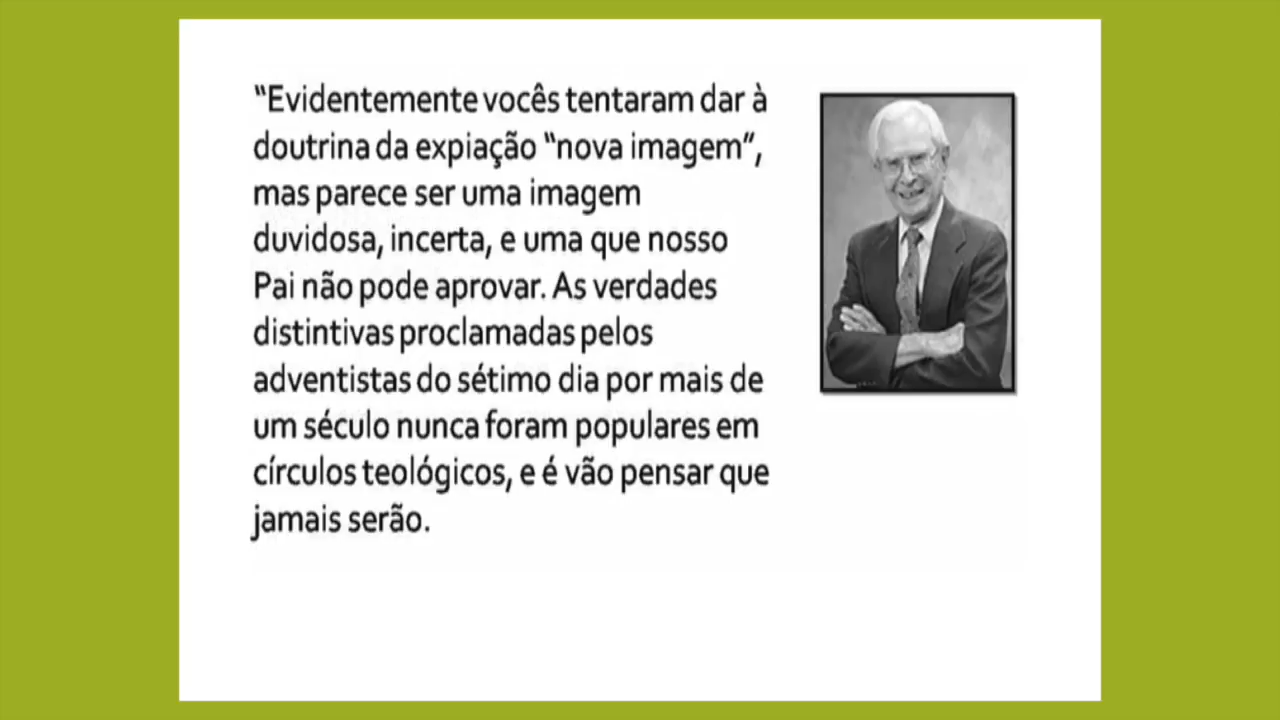 “Evidentemente vocês tentaram dar à
doutrina da expiação “nova imagem”,
mas parece ser uma imagem
duvidosa, incerta, e uma que nosso
Pai não pode aprovar. As verdades
distintivas proclamadas pelos
adventistas do sétimo dia por mais de
um século nunca foram populares em
círculos teológicos, e é vão pensar que
jamais serão.